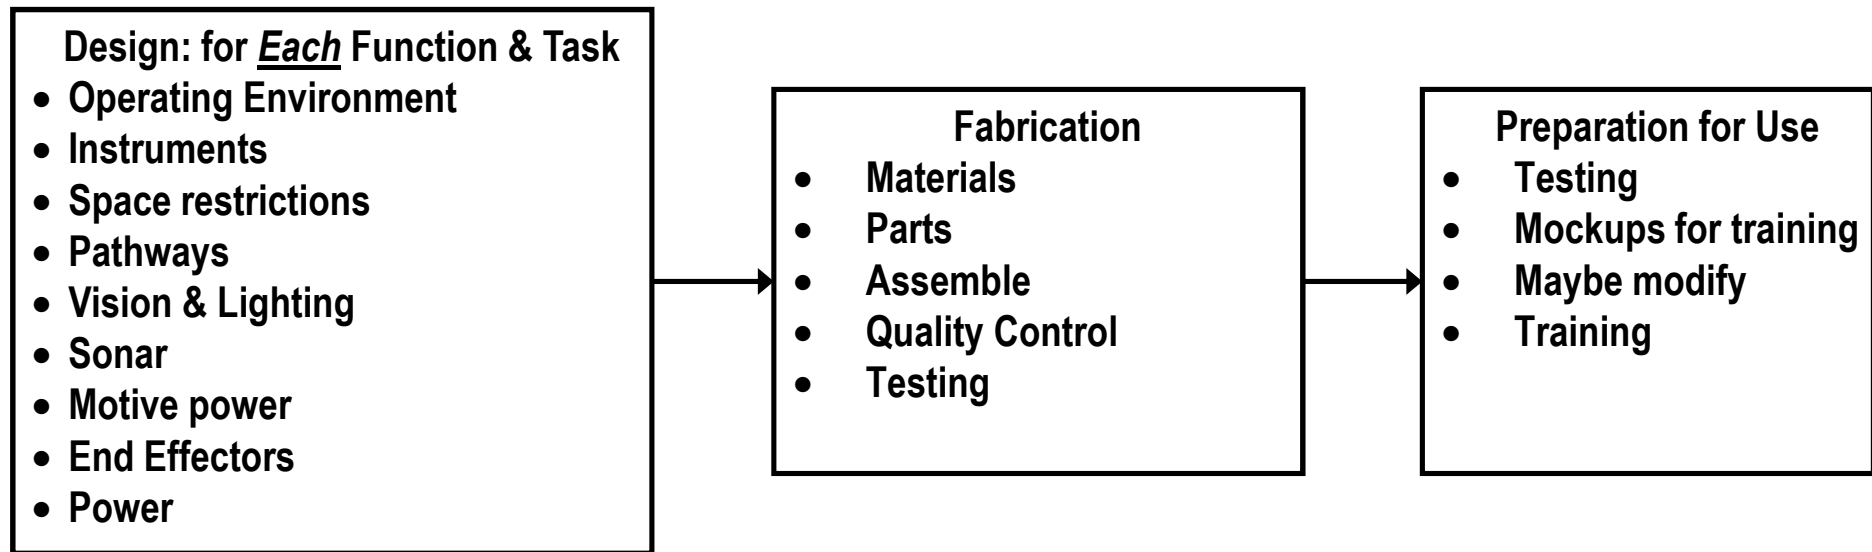 Design: for Each Function & Task
• Operating Environment
• Instruments
• Space restrictions
• Pathways
• Vision & Lighting
• Sonar
• Motive power
• End Effectors
• Power
Fabrication
• Materials
• Parts
• Assemble
• Quality Control
• Testing
Preparation for Use
• Testing
• Mockups for training
• Maybe modify
• Training